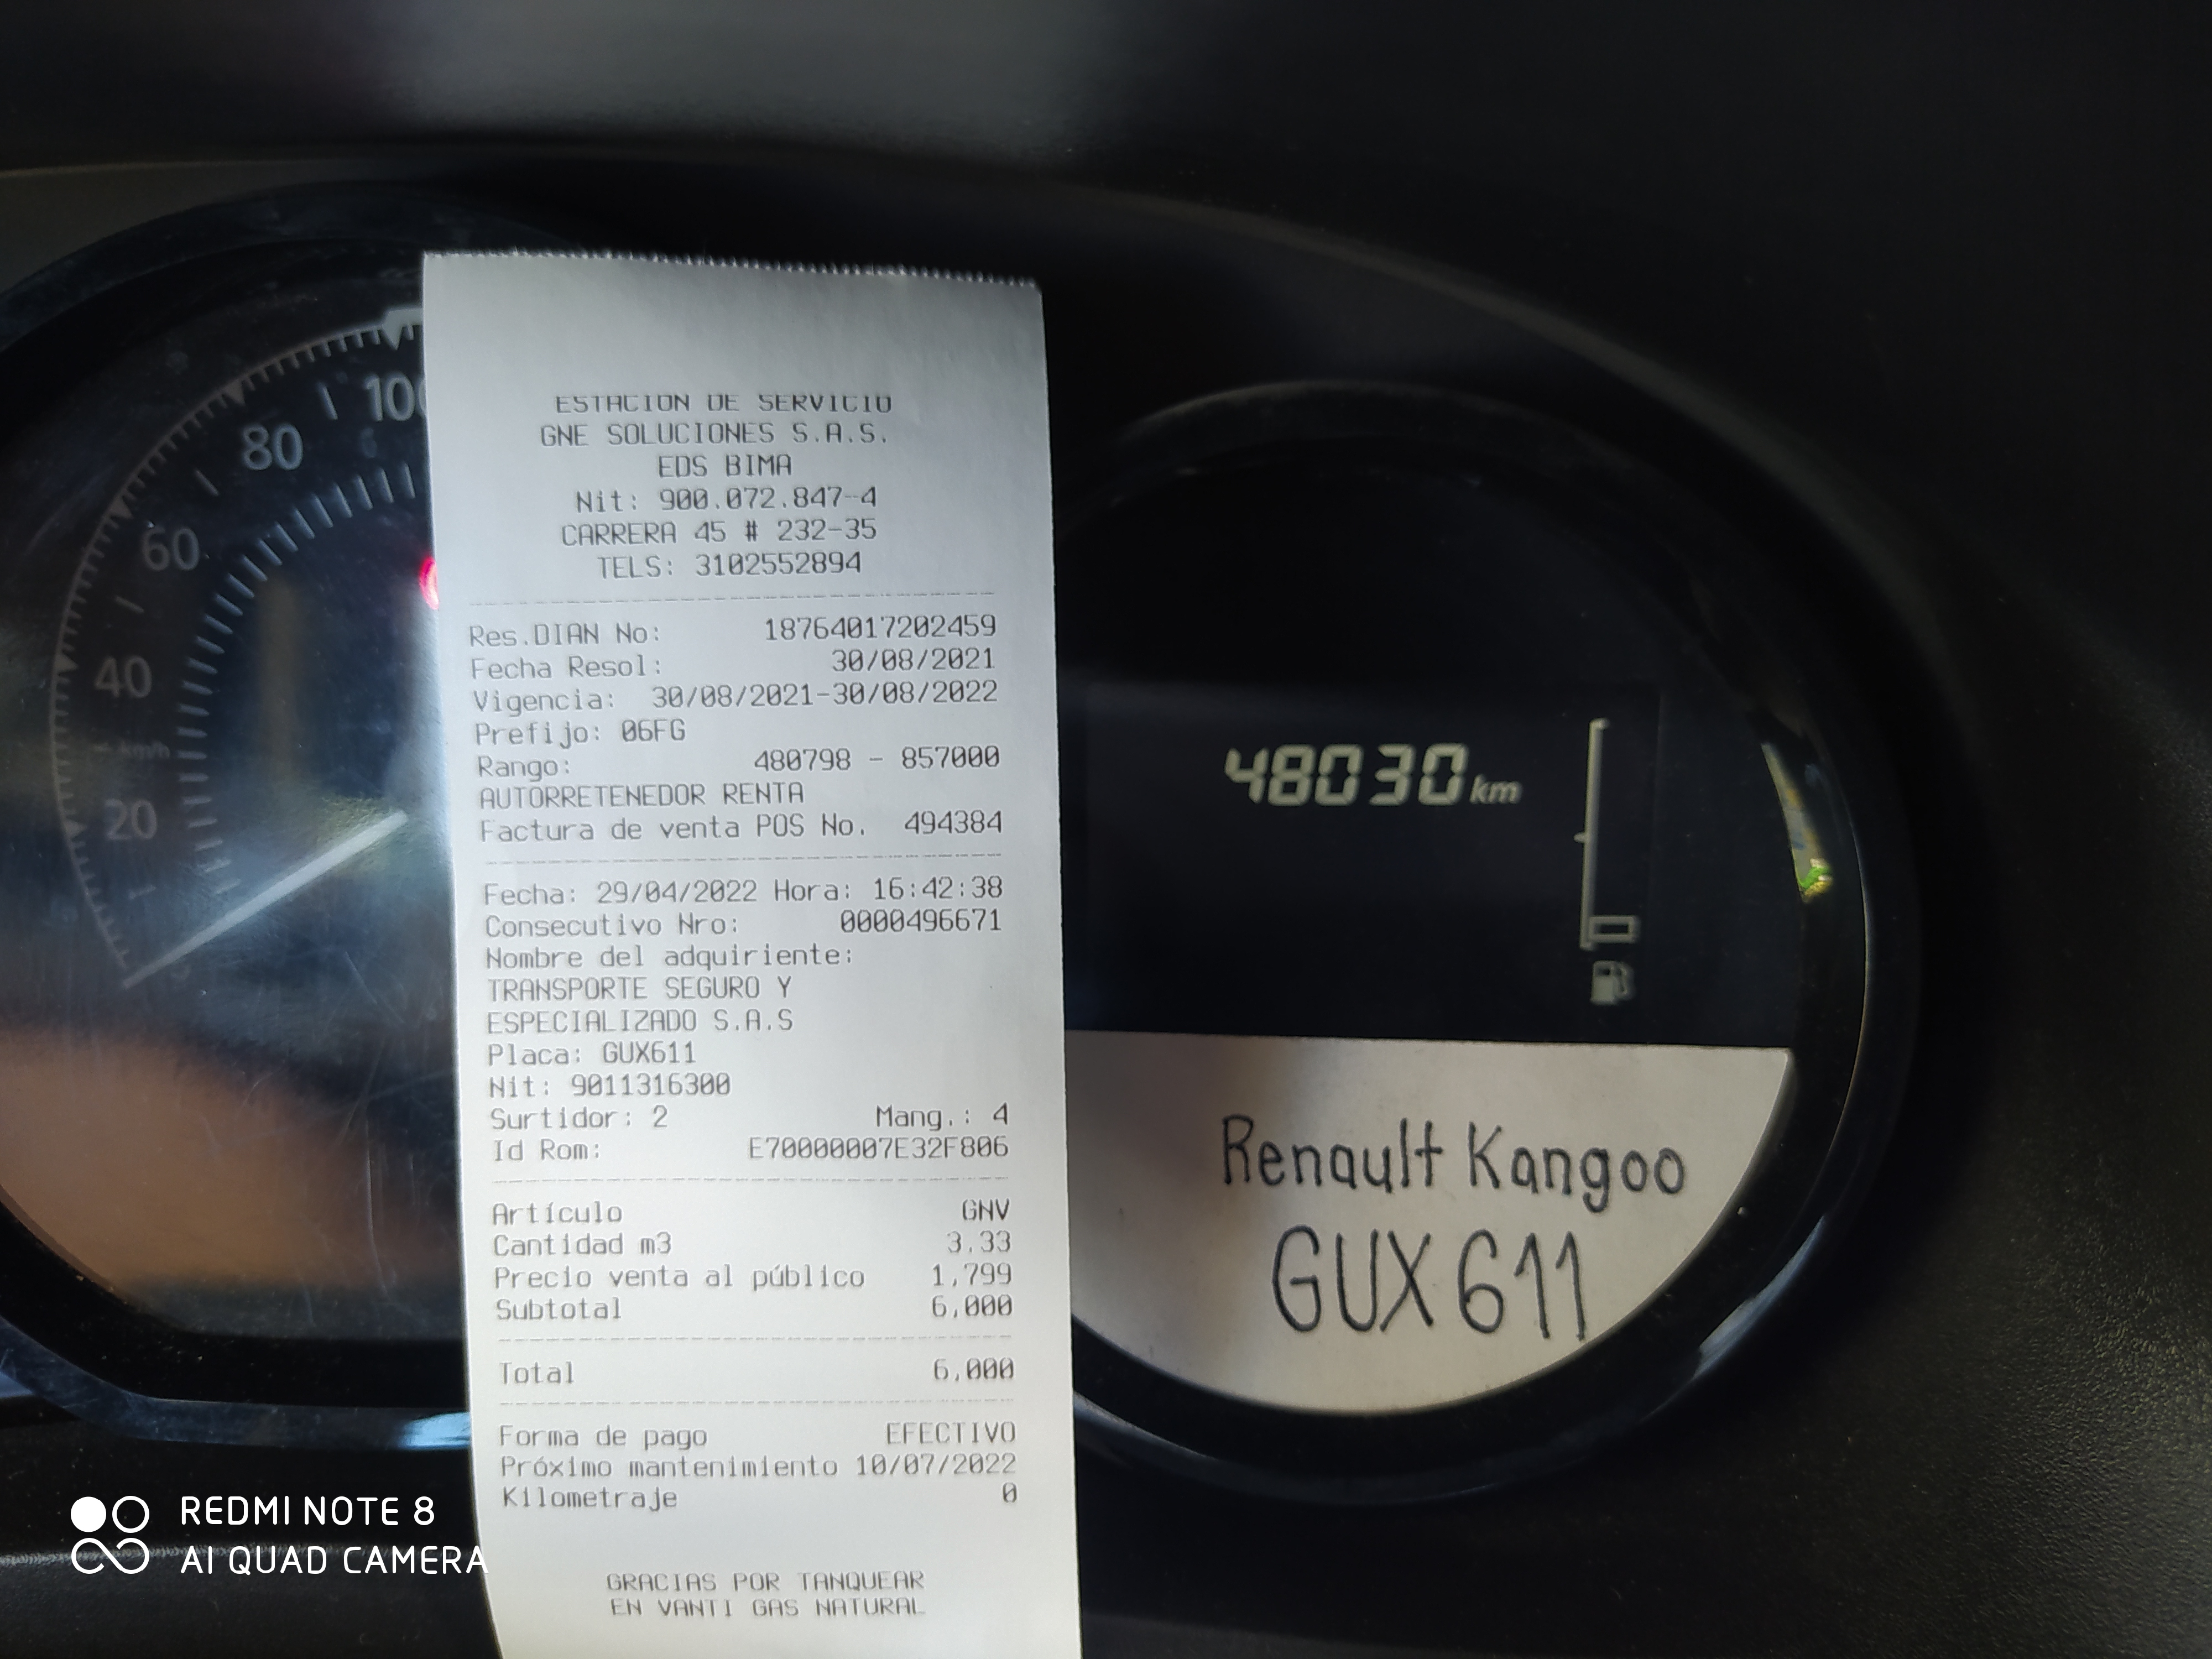 ESTACION DE SERVICIO
GNE SOLUCIONES S.A.S.
EDS BIMA
Nit: 900.072.847-4
CARRERA 45 # 232-35
TELS: 3102552894
Res.DIAN No: 18764017202459
Fecha Resol: 30/08/2021
Vigencia: 30/08/2021-30/08/2022
Prefijo: 06FG
Rango: 480798 - 857000
AUTORRETENEDOR RENTA
Factura de venta POS No. 494384
Fecha: 29/04/2022 Hora: 16:42:38
Consecutivo Nro: 0000496671
Nombre del adquiriente:
TRANSPORTE SEGURO Y
ESPECIALIZADO S.A.S
Placa: GUX611
Nit: 9011316300
Surtidor: 2 Mang.: 4
Id Rom: E70000007E32F806
Artículo GNV
Cantidad m3 3.33
Precio venta al público 1,799
Subtotal 6,000
Total 6,000
Forma de pago EFECTIVO
Próximo mantenimiento 10/07/2022
Kilometraje 0
GRACIAS POR TANQUEAR
EN VANTI GAS NATURAL
100
80
60
40
km/h
20
48030 km
Renault Kangoo
GUX611
REDMI NOTE 8
AI QUAD CAMERA